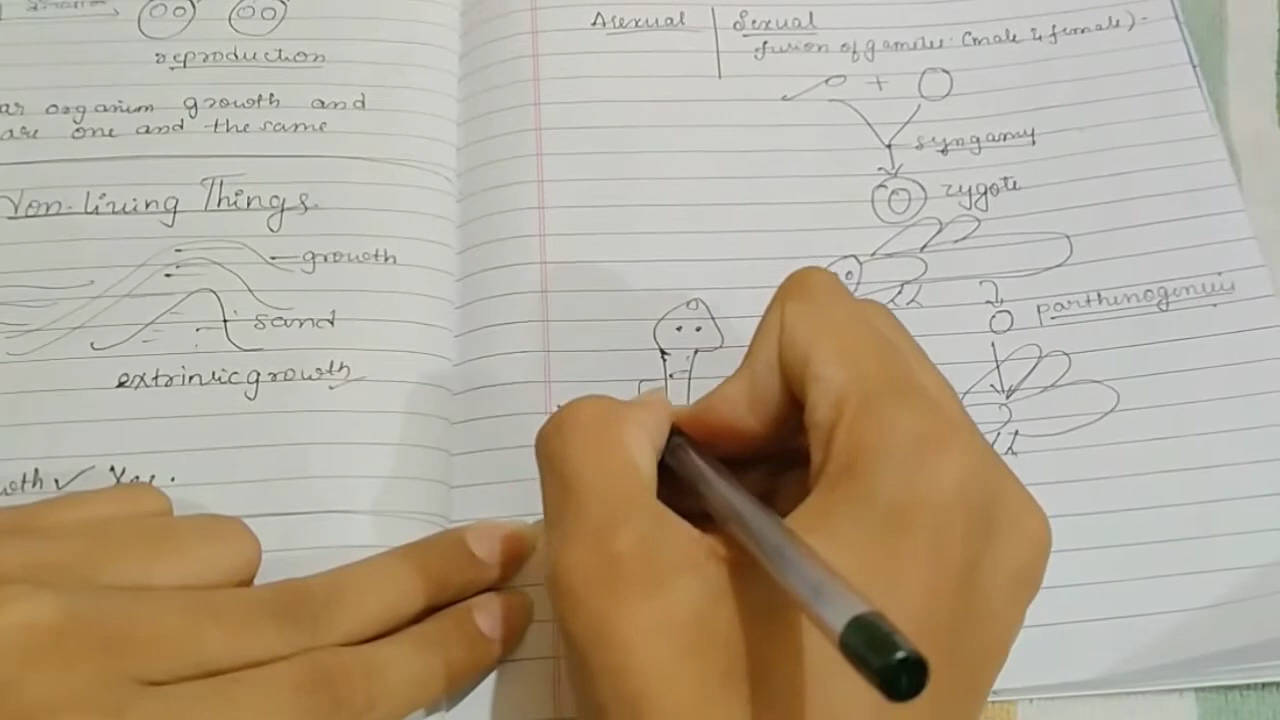 reproduction
ar organism growth and
are one and the same
Non-living Things.
growth
sand
extrinsic growth
Asexual
Sexual
fusion of gametes (male & female) -
+
syngamy
zygote
parthenogenesis